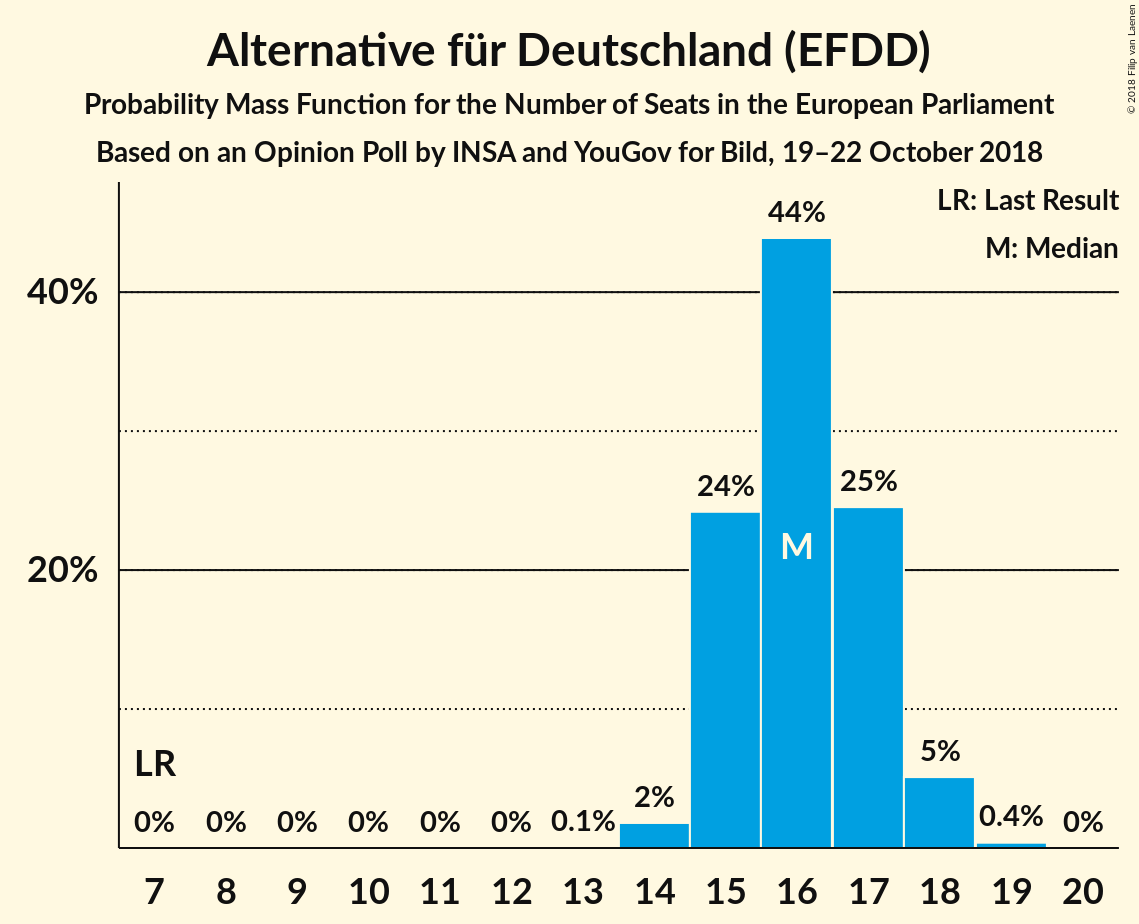 Alternative für Deutschland (EFDD)
Probability Mass Function for the Number of Seats in the European Parliament
Based on an Opinion Poll by INSA and YouGov for Bild, 19–22 October 2018
© 2018 Filip van Laenen
LR: Last Result
M: Median
44%
40%
24%
25%
M
20%
LR
5%
2%
0%
0%
0%
0%
0%
0%
0.1%
0.4%
0%
7 8 9 10 11 12 13 14 15 16 17 18 19 20